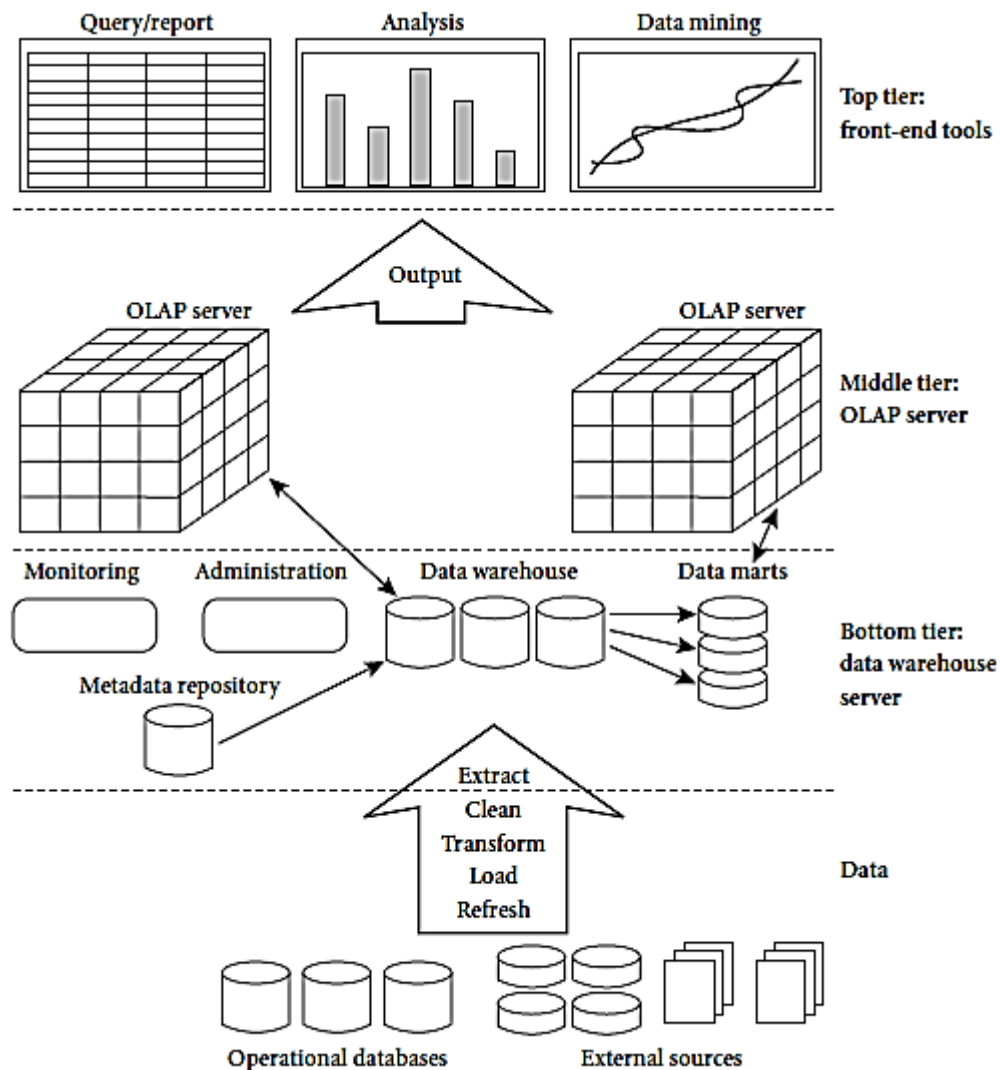 Query/report
Analysis
Data mining
Top tier:
front-end tools
Output
OLAP server
OLAP server
Middle tier:
OLAP server
Monitoring
Administration
Data warehouse
Data marts
Bottom tier:
data warehouse
server
Metadata repository
Extract
Clean
Transform
Load
Refresh
Data
Operational databases
External sources